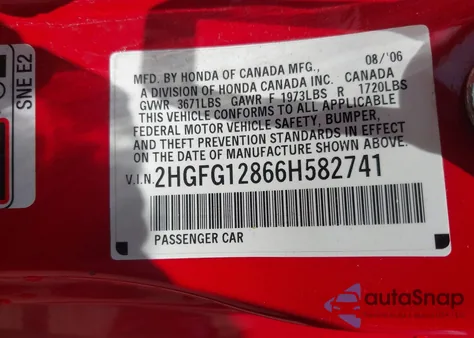 SNE E2
08/'06
MFD. BY HONDA OF CANADA MFG.,
A DIVISION OF HONDA CANADA INC. CANADA
GVWR 3671LBS GAWR F 1973LBS R 1720LBS
THIS VEHICLE CONFORMS TO ALL APPLICABLE
FEDERAL MOTOR VEHICLE SAFETY, BUMPER,
AND THEFT PREVENTION STANDARDS IN EFFECT
ON THE DATE OF MANUFACTURE SHOWN ABOVE.
V.I.N. 2HGFG12866H582741
PASSENGER CAR
autoSnap